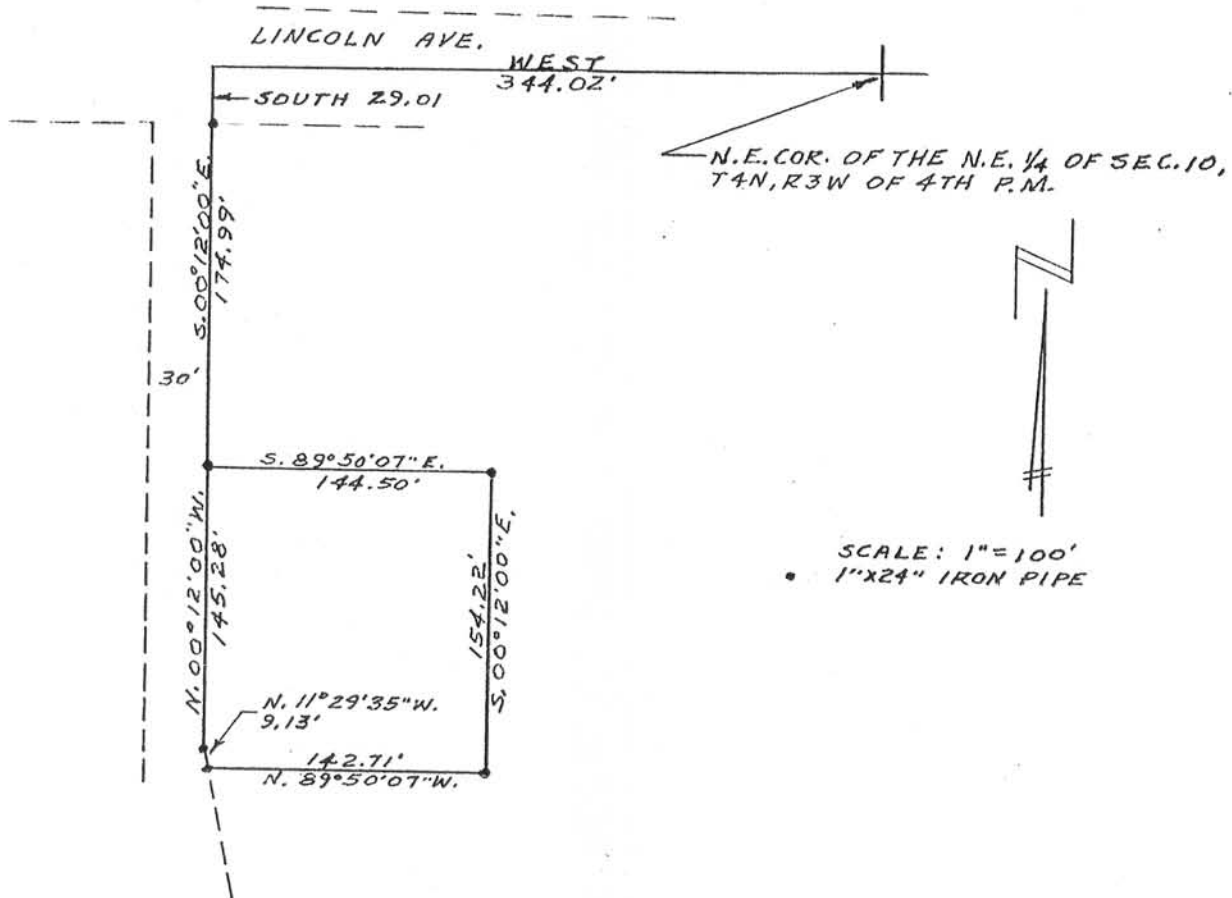 LINCOLN AVE.
WEST
344.02'
SOUTH 29.01
N.E. COR. OF THE N.E. 1/4 OF SEC. 10,
T4N, R3W OF 4TH P.M.
S. 00°12'00" E.
174.99'
30'
S. 89°50'07" E.
144.50'
N. 00°12'00" W.
145.28'
154.22'
S. 00°12'00" E.
SCALE: 1" = 100'
1" X 24" IRON PIPE
N. 11°29'35" W.
9.13'
142.71'
N. 89°50'07" W.